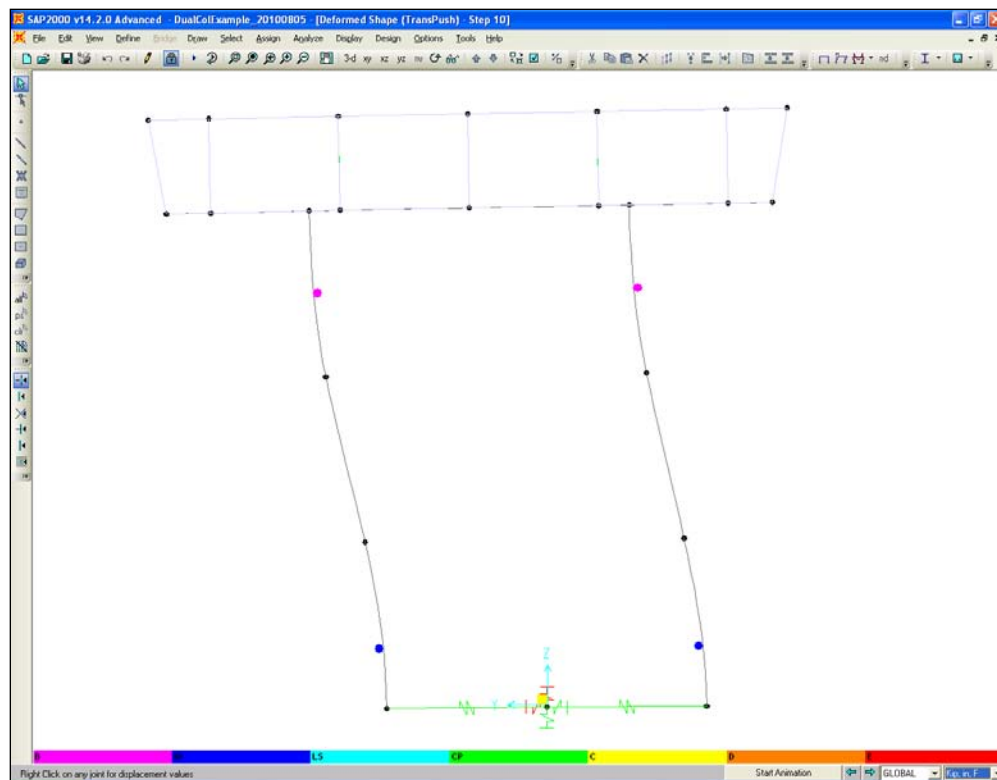 SAP2000 v14.2.0 Advanced - DualColExample_20100805 - [Deformed Shape (TransPush) - Step 10]
File Edit View Define Bridge Draw Select Assign Analyze Display Design Options Tools Help
3-d xy xz yz nv nd
all
Z
Y
B LS CP C D E
Right Click on any joint for displacement values Start Animation GLOBAL Kip, in, F